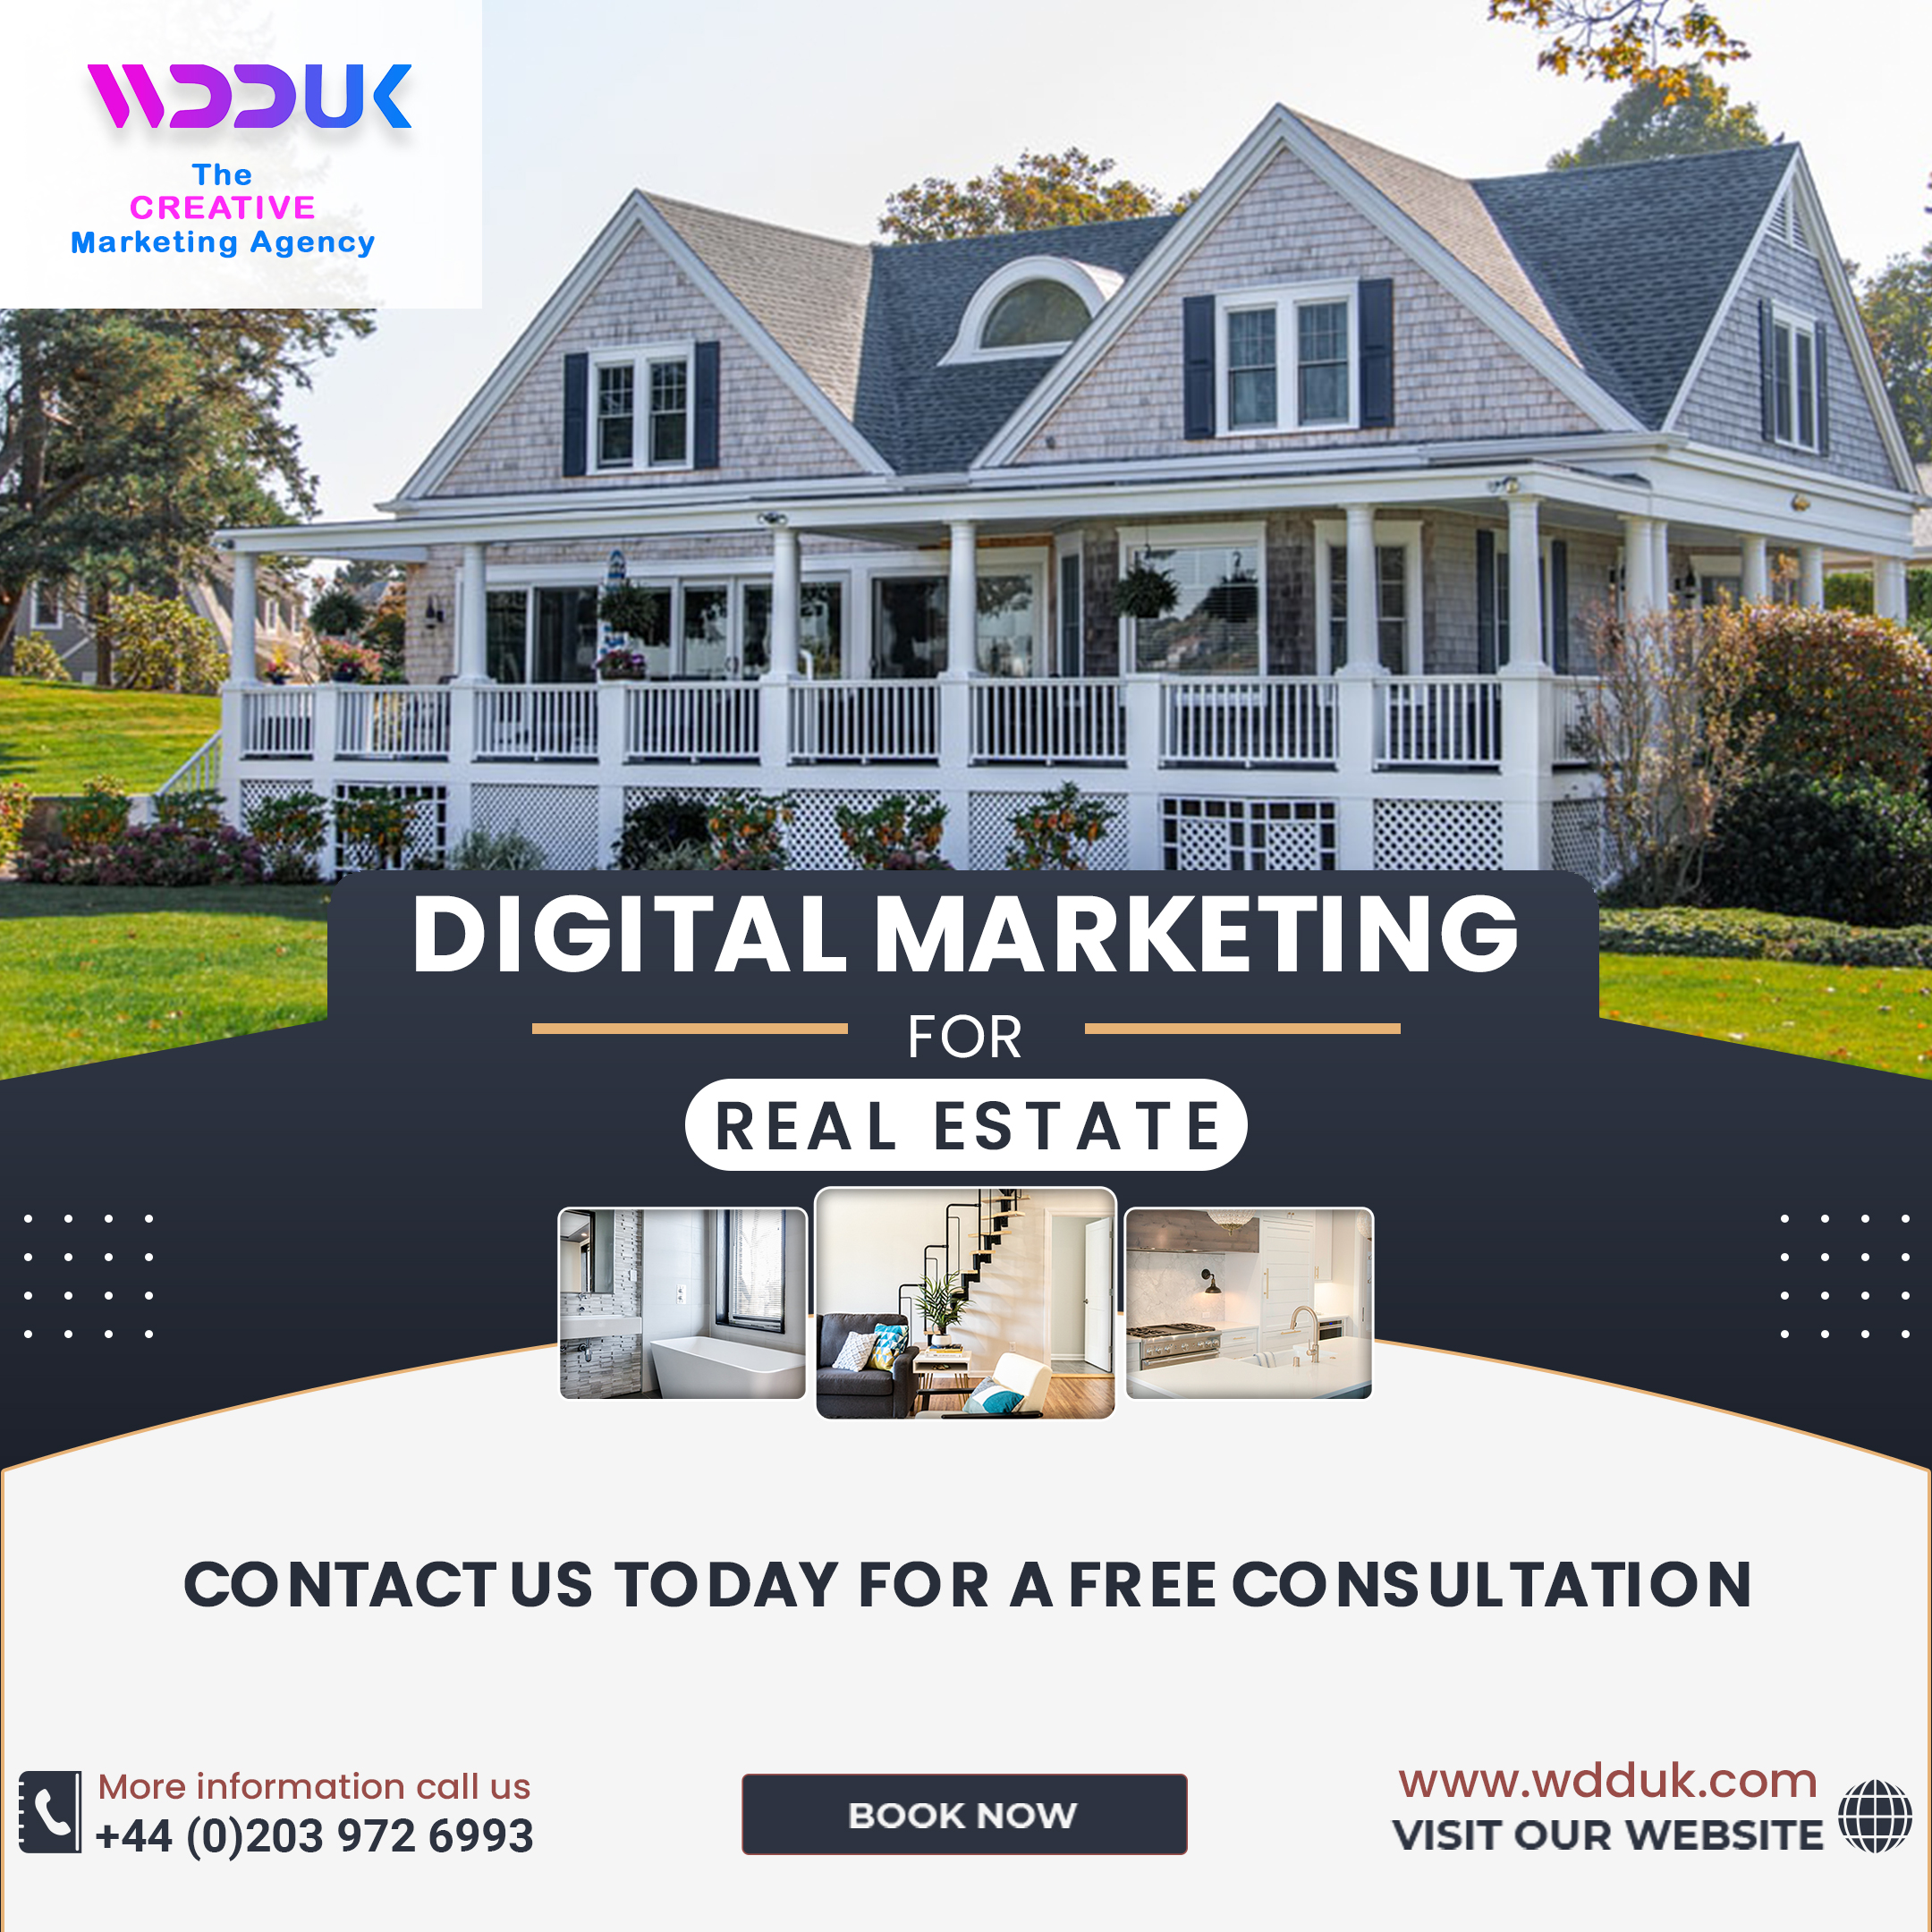 WDDUK
The
CREATIVE
Marketing Agency
DIGITAL MARKETING
FOR
REAL ESTATE
CONTACT US TODAY FOR A FREE CONSULTATION
More information call us
+44 (0)203 972 6993
BOOK NOW
www.wdduk.com
VISIT OUR WEBSITE